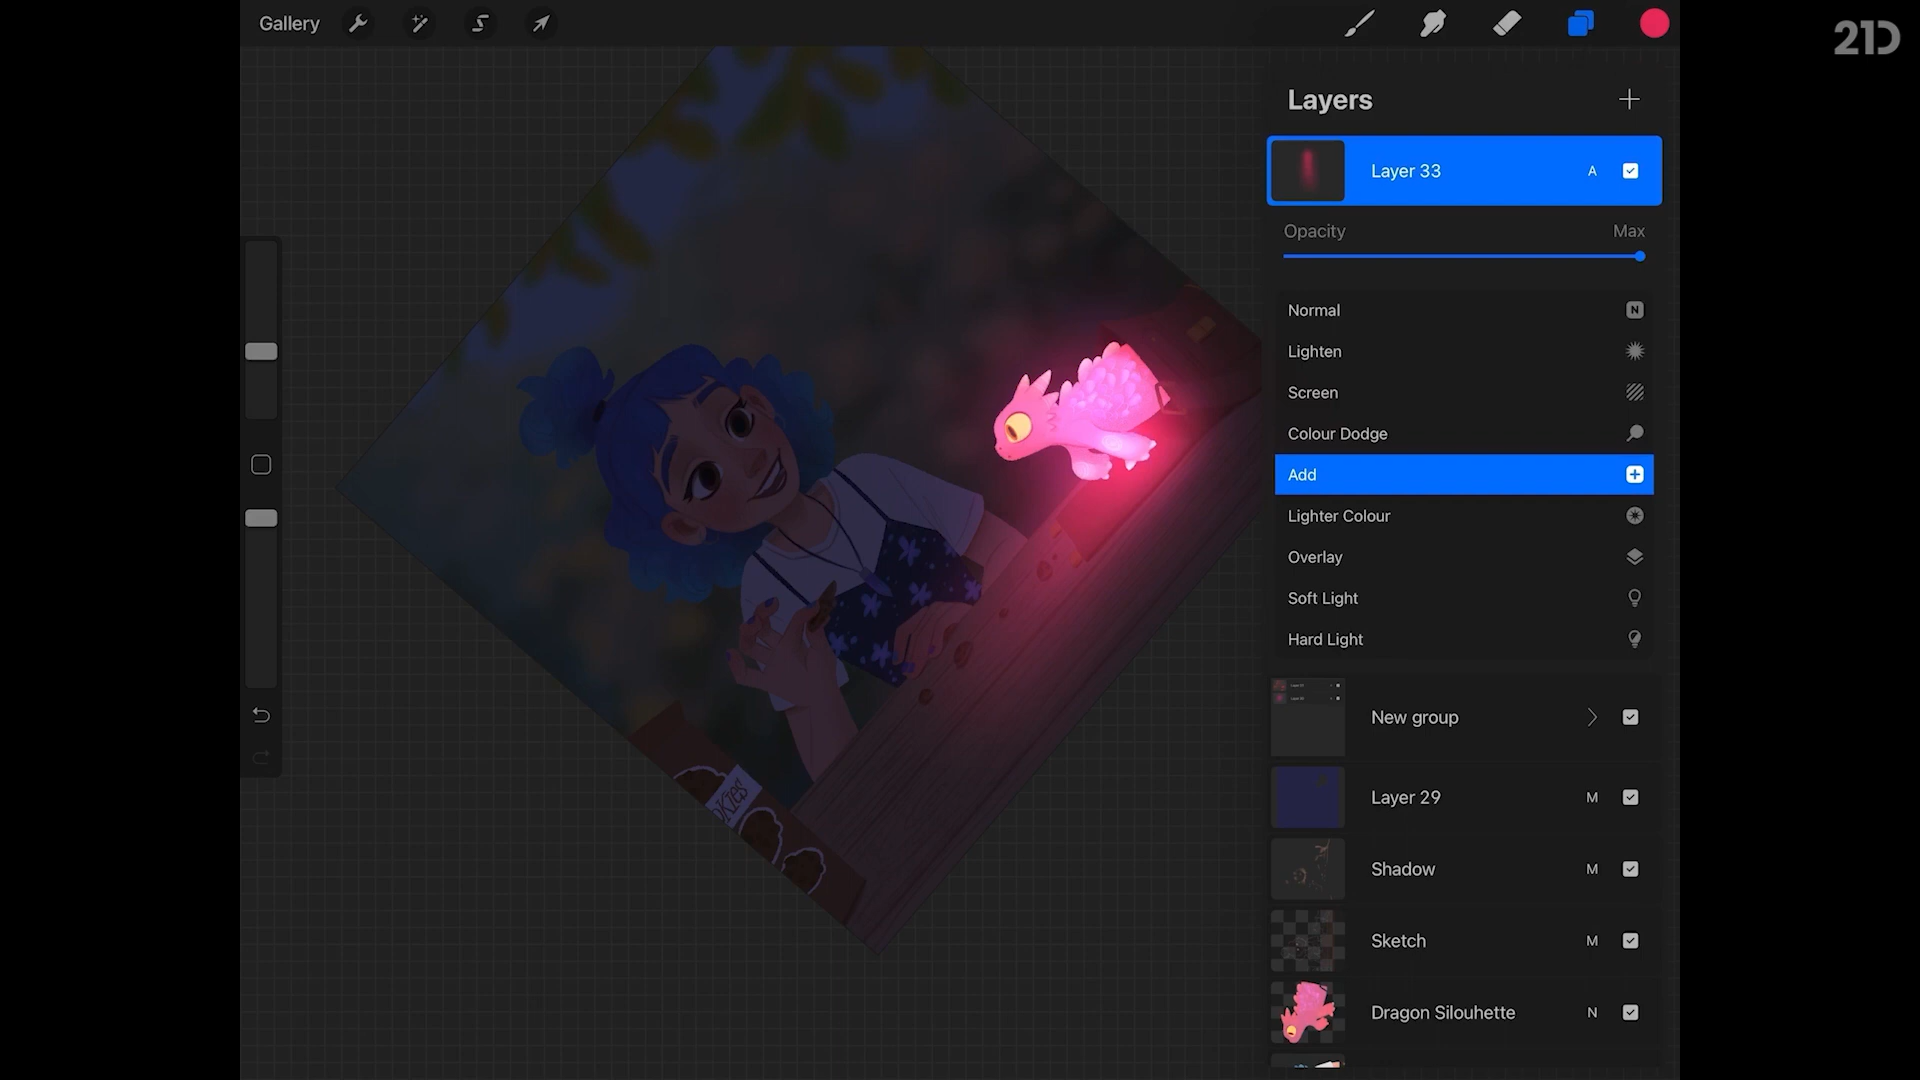 Gallery
21D
Layers
Layer 33 A
Opacity Max
Normal N
Lighten
Screen
Colour Dodge
Add
Lighter Colour
Overlay
Soft Light
Hard Light
New group
Layer 29 M
Shadow M
Sketch M
Dragon Silouhette N
okies